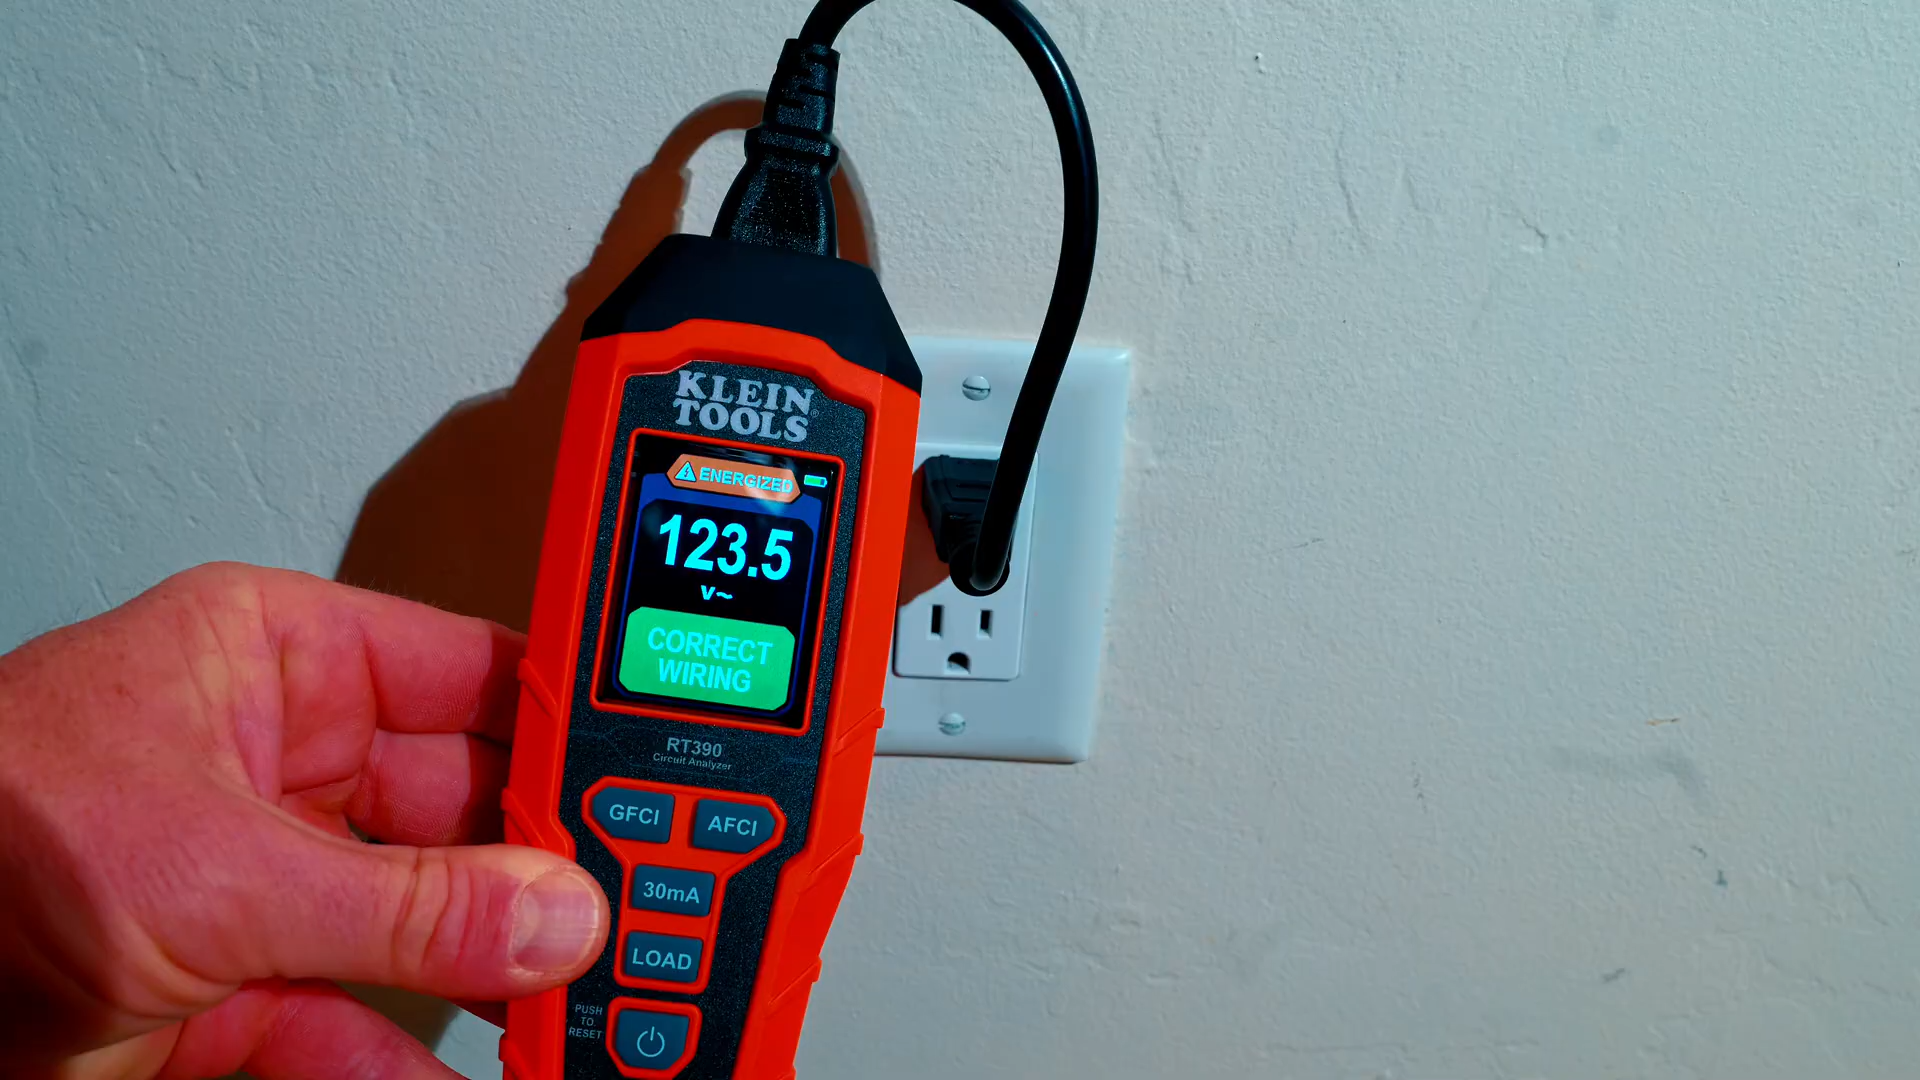 KLEIN
TOOLS®
ENERGIZED
123.5
V~
CORRECT
WIRING
RT390
Circuit Analyzer
GFCI
AFCI
30mA
LOAD
PUSH
TO
RESET